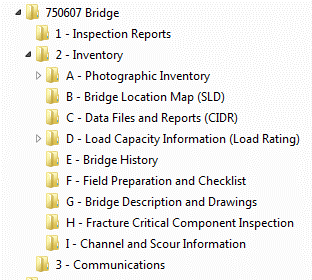 750607 Bridge
1 - Inspection Reports
2 - Inventory
A - Photographic Inventory
B - Bridge Location Map (SLD)
C - Data Files and Reports (CIDR)
D - Load Capacity Information (Load Rating)
E - Bridge History
F - Field Preparation and Checklist
G - Bridge Description and Drawings
H - Fracture Critical Component Inspection
I - Channel and Scour Information
3 - Communications